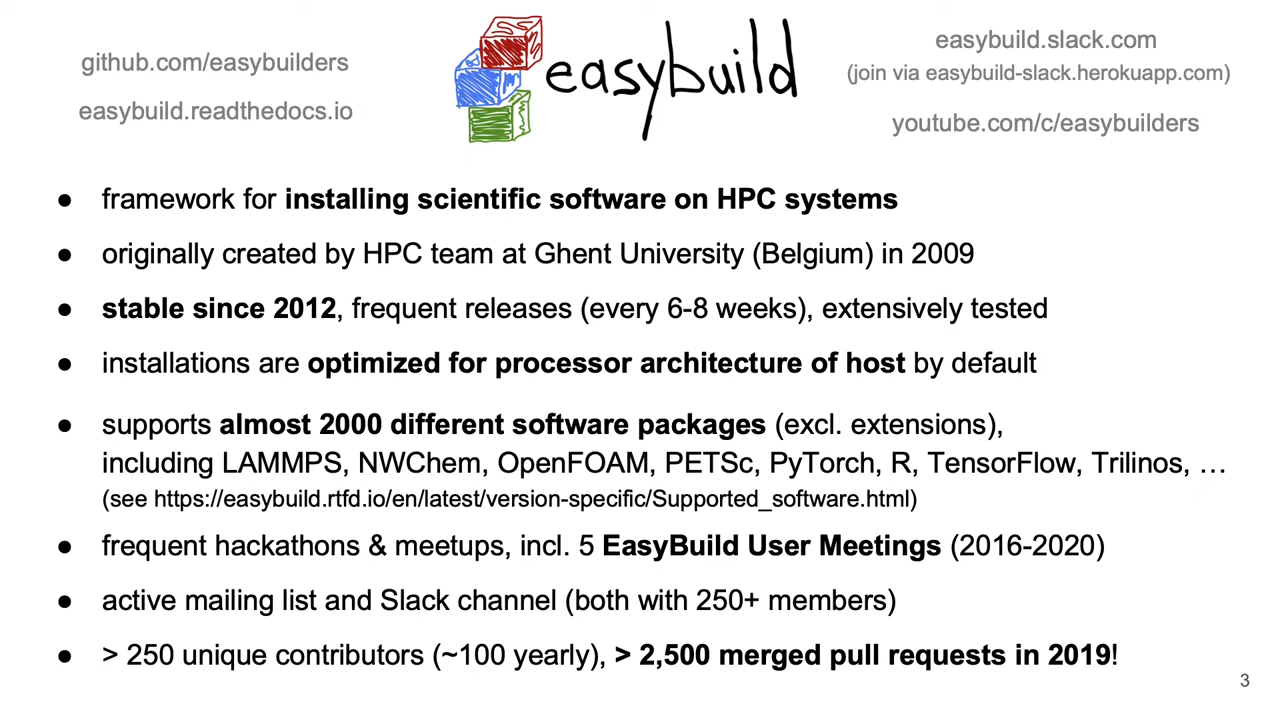 github.com/easybuilders
easybuild.readthedocs.io
easybuild
easybuild.slack.com
(join via easybuild-slack.herokuapp.com)
youtube.com/c/easybuilders
● framework for installing scientific software on HPC systems
● originally created by HPC team at Ghent University (Belgium) in 2009
● stable since 2012, frequent releases (every 6-8 weeks), extensively tested
● installations are optimized for processor architecture of host by default
● supports almost 2000 different software packages (excl. extensions),
including LAMMPS, NWChem, OpenFOAM, PETSc, PyTorch, R, TensorFlow, Trilinos, …
(see https://easybuild.rtfd.io/en/latest/version-specific/Supported_software.html)
● frequent hackathons & meetups, incl. 5 EasyBuild User Meetings (2016-2020)
● active mailing list and Slack channel (both with 250+ members)
● > 250 unique contributors (~100 yearly), > 2,500 merged pull requests in 2019!
3